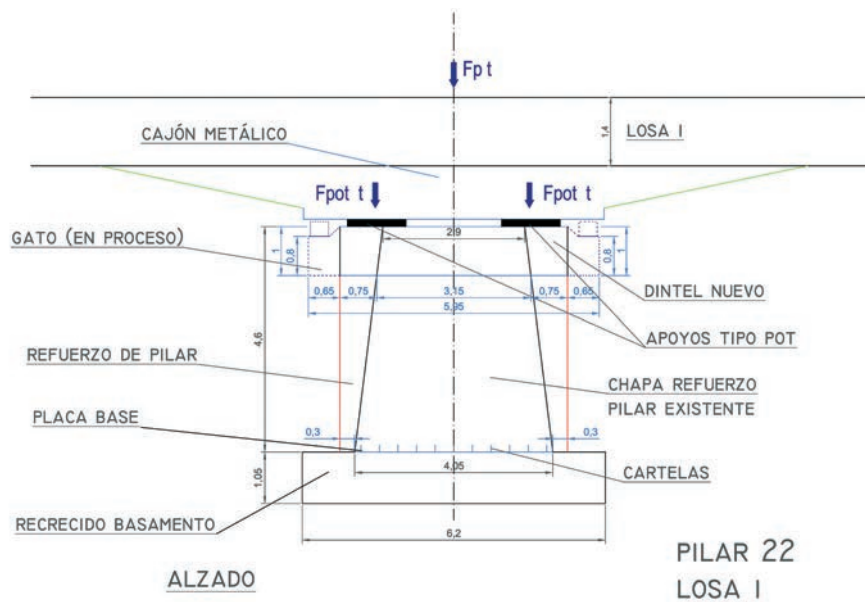 Fp t
CAJÓN METÁLICO
1,4
LOSA I
Fpot t
Fpot t
GATO (EN PROCESO)
2,9
1
0,8
0,8
1
0,65
0,75
3,15
0,75
0,65
5,95
DINTEL NUEVO
APOYOS TIPO POT
4,6
REFUERZO DE PILAR
CHAPA REFUERZO
PILAR EXISTENTE
PLACA BASE
0,3
0,3
4,05
CARTELAS
1,05
RECRECIDO BASAMENTO
6,2
ALZADO
PILAR 22
LOSA I